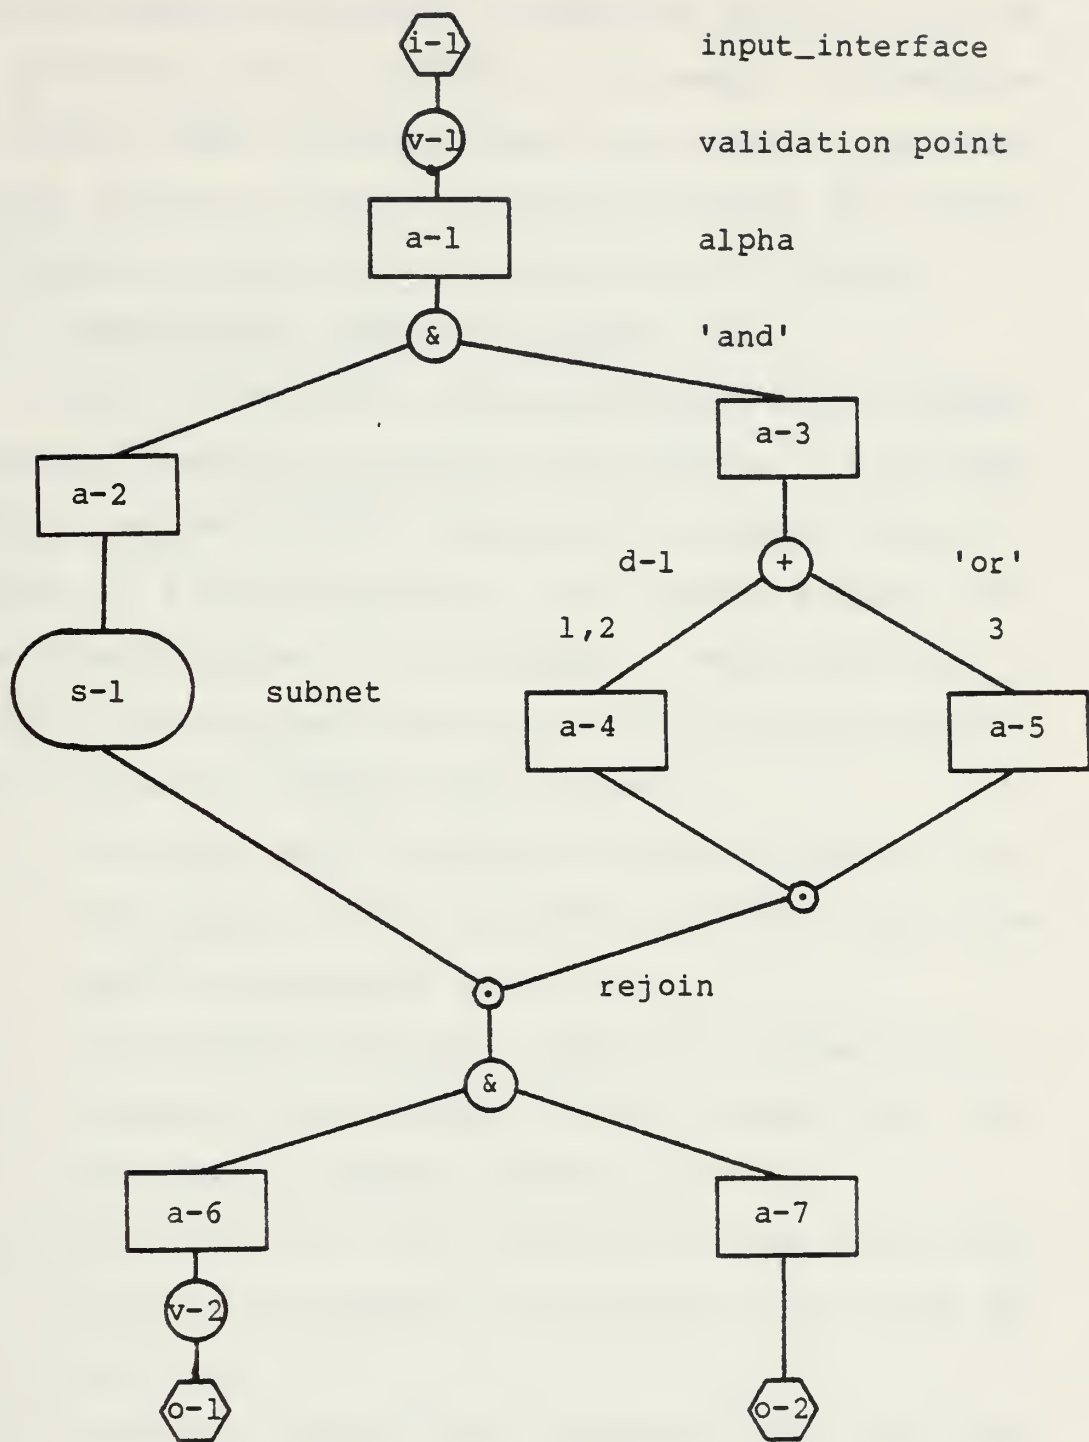 i-1 input_interface
v-1 validation point
a-1 alpha
& 'and'
a-3
a-2
d-1 + 'or'
1,2 3
s-1 subnet
a-4 a-5
rejoin
&
a-6 a-7
v-2
o-1 o-2